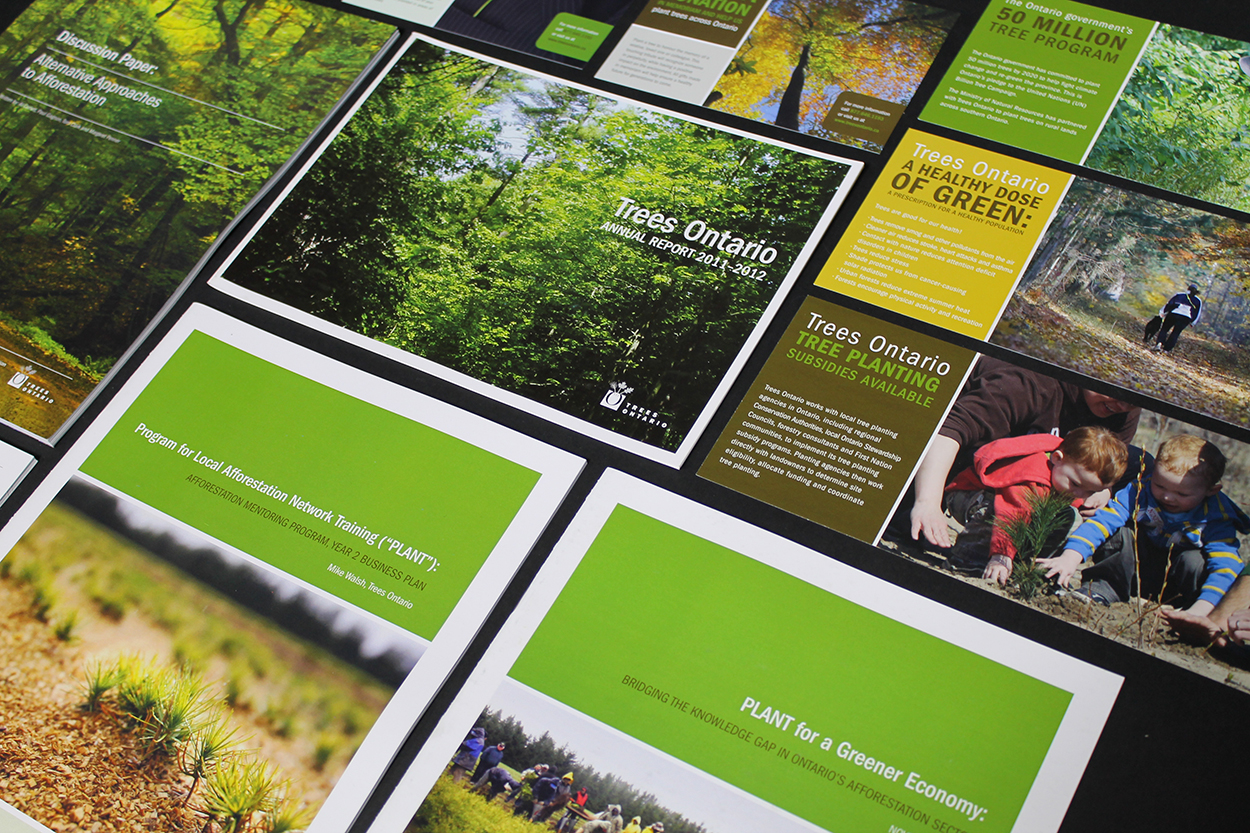 Discussion Paper:
Alternative Approaches
to Afforestation
TREES
ONTARIO
Trees Ontario
ANNUAL REPORT 2011–2012
TREES
ONTARIO
plant trees across Ontario
For more information
call
or visit us at
The Ontario government's
50 MILLION
TREE PROGRAM
The Ontario government has committed to plant
50 million trees by 2020 to help fight climate
change and re-green the province. This is
Ontario's pledge to the United Nations (UN)
Billion Tree Campaign.
The Ministry of Natural Resources has partnered
with Trees Ontario to plant trees on rural lands
across southern Ontario.
Trees Ontario
A HEALTHY DOSE
OF GREEN:
A PRESCRIPTION FOR A HEALTHY POPULATION
Trees are good for our health!
· Trees remove smog and other pollutants from the air
· Cleaner air reduces stroke, heart attacks and asthma
· Contact with nature reduces attention deficit
disorders in children
· Trees reduce stress
· Shade protects us from cancer-causing
solar radiation
· Urban forests reduce extreme summer heat
· Forests encourage physical activity and recreation
Trees Ontario
TREE PLANTING
SUBSIDIES AVAILABLE
Trees Ontario works with local tree planting
agencies in Ontario, including regional
Conservation Authorities, local Ontario Stewardship
Councils, forestry consultants and First Nation
communities, to implement its tree planting
subsidy programs. Planting agencies then work
directly with landowners to determine site
eligibility, allocate funding and coordinate
tree planting.
Program for Local Afforestation Network Training (“PLANT”):
AFFORESTATION MENTORING PROGRAM, YEAR 2 BUSINESS PLAN
Mike Walsh, Trees Ontario
PLANT for a Greener Economy:
BRIDGING THE KNOWLEDGE GAP IN ONTARIO'S AFFORESTATION